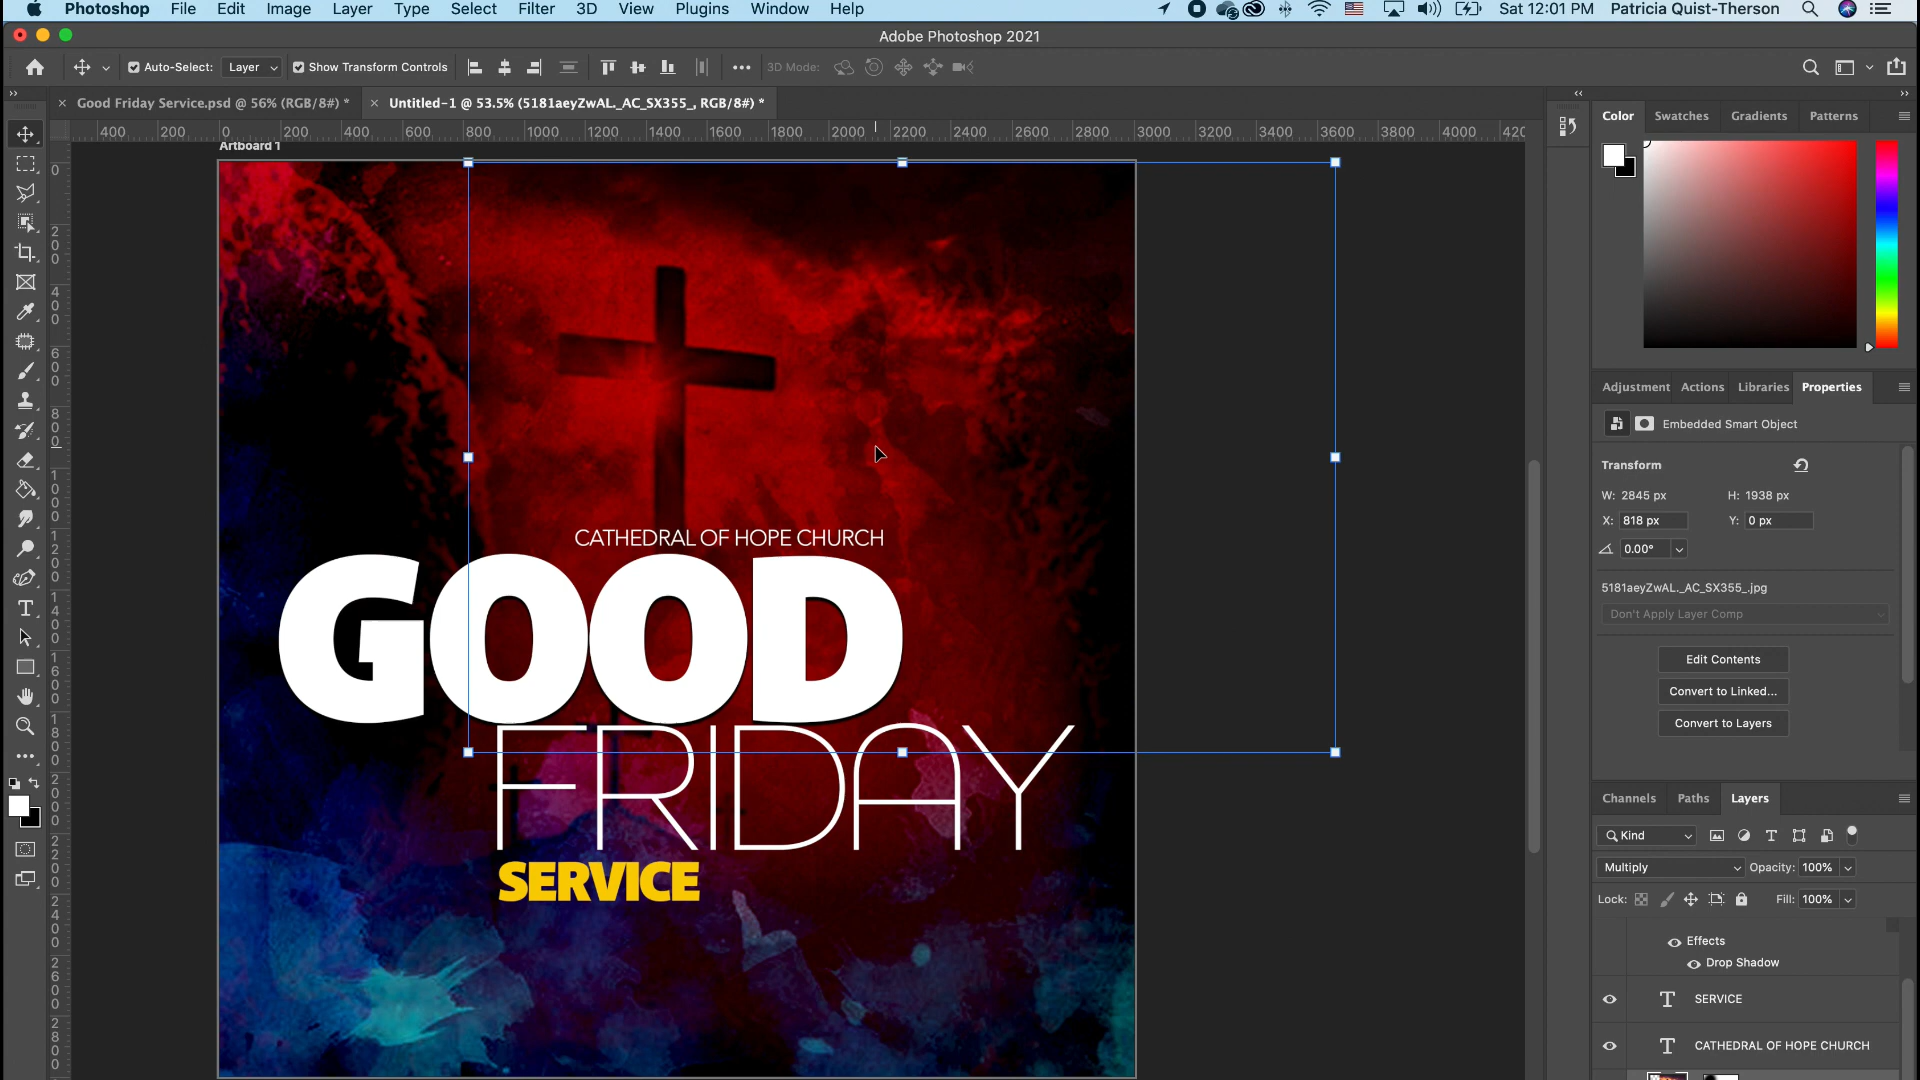 Photoshop File Edit Image Layer Type Select Filter 3D View Plugins Window Help Sat 12:01 PM Patricia Quist-Therson
Adobe Photoshop 2021
Auto-Select: Layer Show Transform Controls 3D Mode:
Good Friday Service.psd @ 56% (RGB/8#) * Untitled-1 @ 53.5% (5181aeyZwAL._AC_SX355_, RGB/8#) *
400 200 0 200 400 600 800 1000 1200 1400 1600 1800 2000 2200 2400 2600 2800 3000 3200 3400 3600 3800 4000 420
Artboard 1
CATHEDRAL OF HOPE CHURCH
GOOD
FRIDAY
SERVICE
Color Swatches Gradients Patterns
Adjustment Actions Libraries Properties
Embedded Smart Object
Transform
W: 2845 px H: 1938 px
X: 818 px Y: 0 px
0.00°
5181aeyZwAL._AC_SX355_.jpg
Don't Apply Layer Comp
Edit Contents
Convert to Linked...
Convert to Layers
Channels Paths Layers
Kind
Multiply Opacity: 100%
Lock: Fill: 100%
Effects
Drop Shadow
SERVICE
CATHEDRAL OF HOPE CHURCH